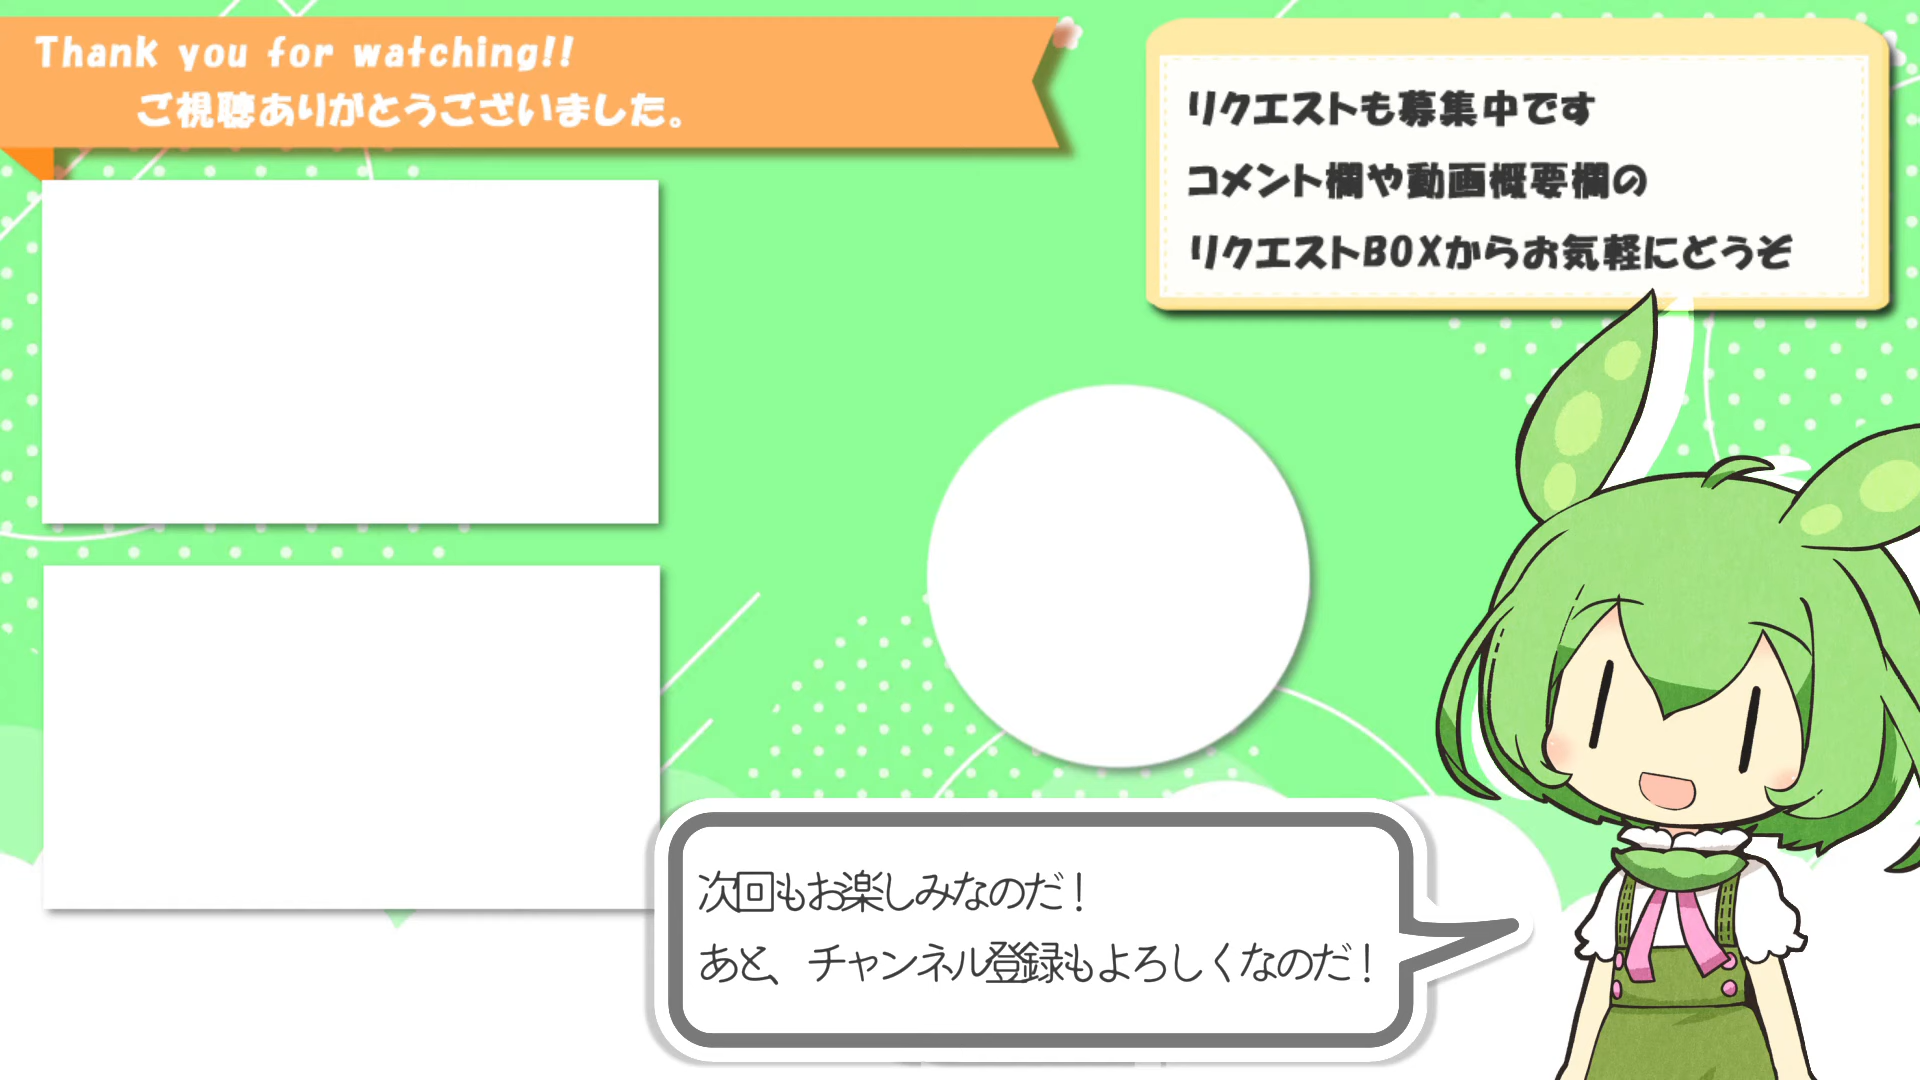 Thank you for watching!!
ご視聴ありがとうございました。
リクエストも募集中です
コメント欄や動画概要欄の
リクエストBOXからお気軽にどうぞ
次回もお楽しみなのだ！
あと、チャンネル登録もよろしくなのだ！